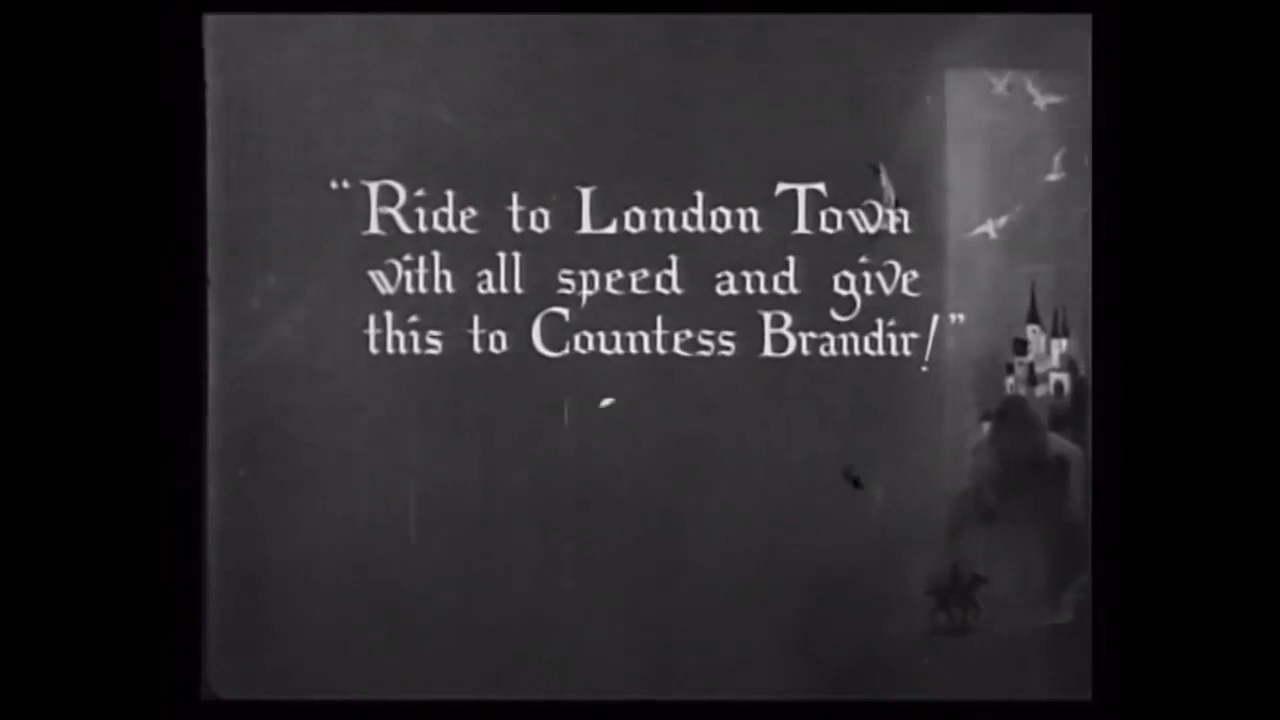 “Ride to London Town
with all speed and give
this to Countess Brandir!”